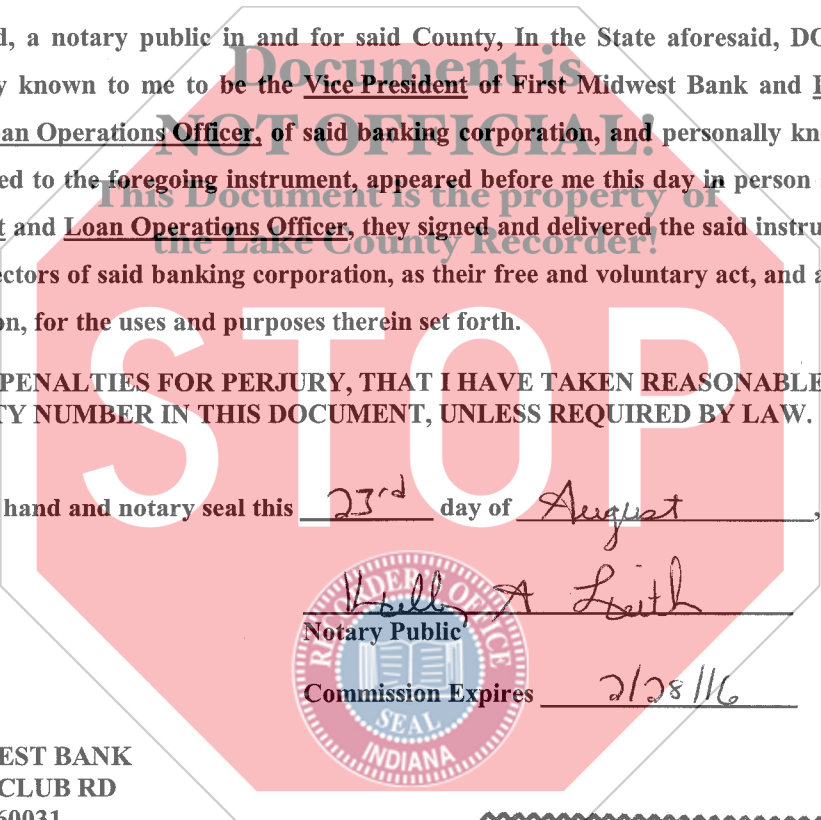 d, a notary public in and for said County, In the State aforesaid, DO
Document is
y known to me to be the Vice President of First Midwest Bank and
NOT OFFICIAL!
oan Operations Officer, of said banking corporation, and personally kn
ed to the foregoing instrument, appeared before me this day in person
This Document is the property of
t and Loan Operations Officer, they signed and delivered the said instru
the Lake County Recorder!
ectors of said banking corporation, as their free and voluntary act, and a
on, for the uses and purposes therein set forth.
STOP
PENALTIES FOR PERJURY, THAT I HAVE TAKEN REASONABLE
TY NUMBER IN THIS DOCUMENT, UNLESS REQUIRED BY LAW.
hand and notary seal this 23rd day of August,
Kelly A Leith
Notary Public
RECORDER'S OFFICE
Commission Expires 2/28/16
SEAL
INDIANA
EST BANK
CLUB RD
60031